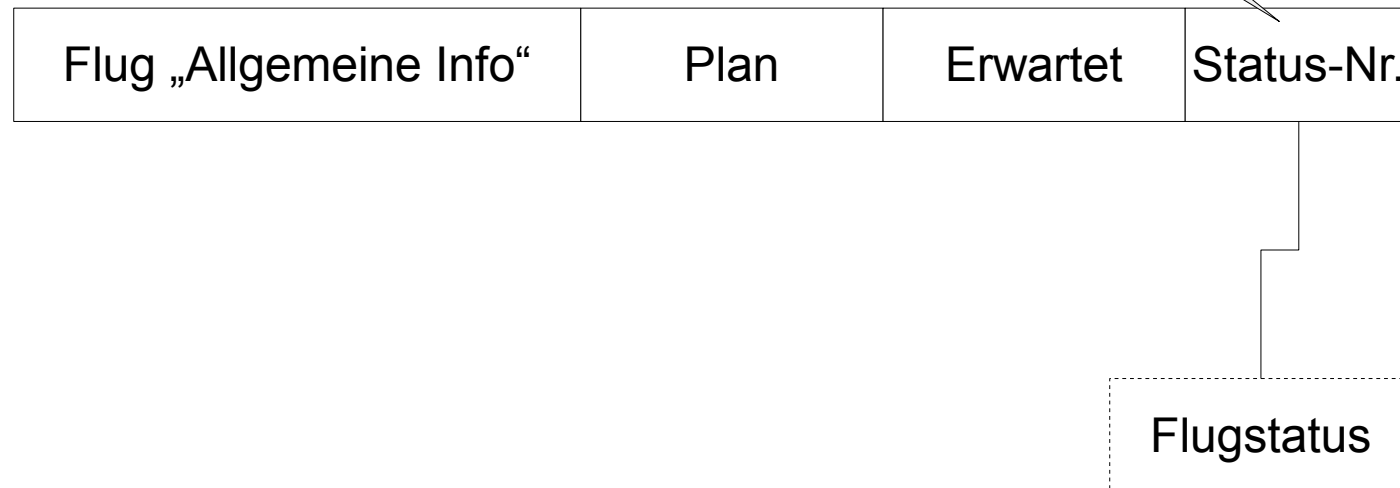 Flug „Allgemeine Info“ Plan Erwartet Status-Nr.
Flugstatus